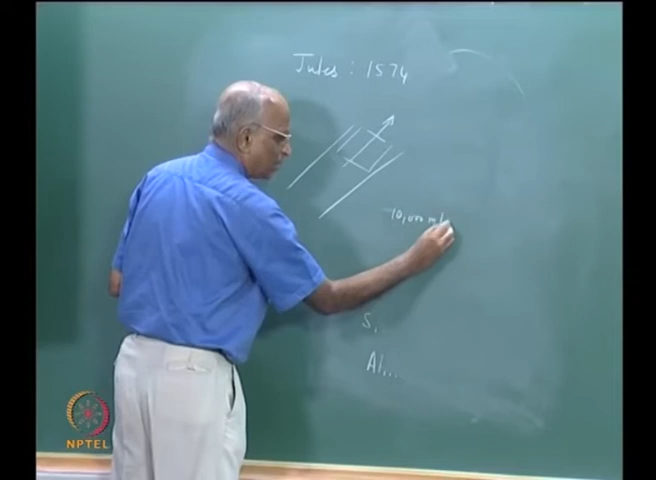 Jules : 1574
10,000 m/
S,
Al,..
NPTEL